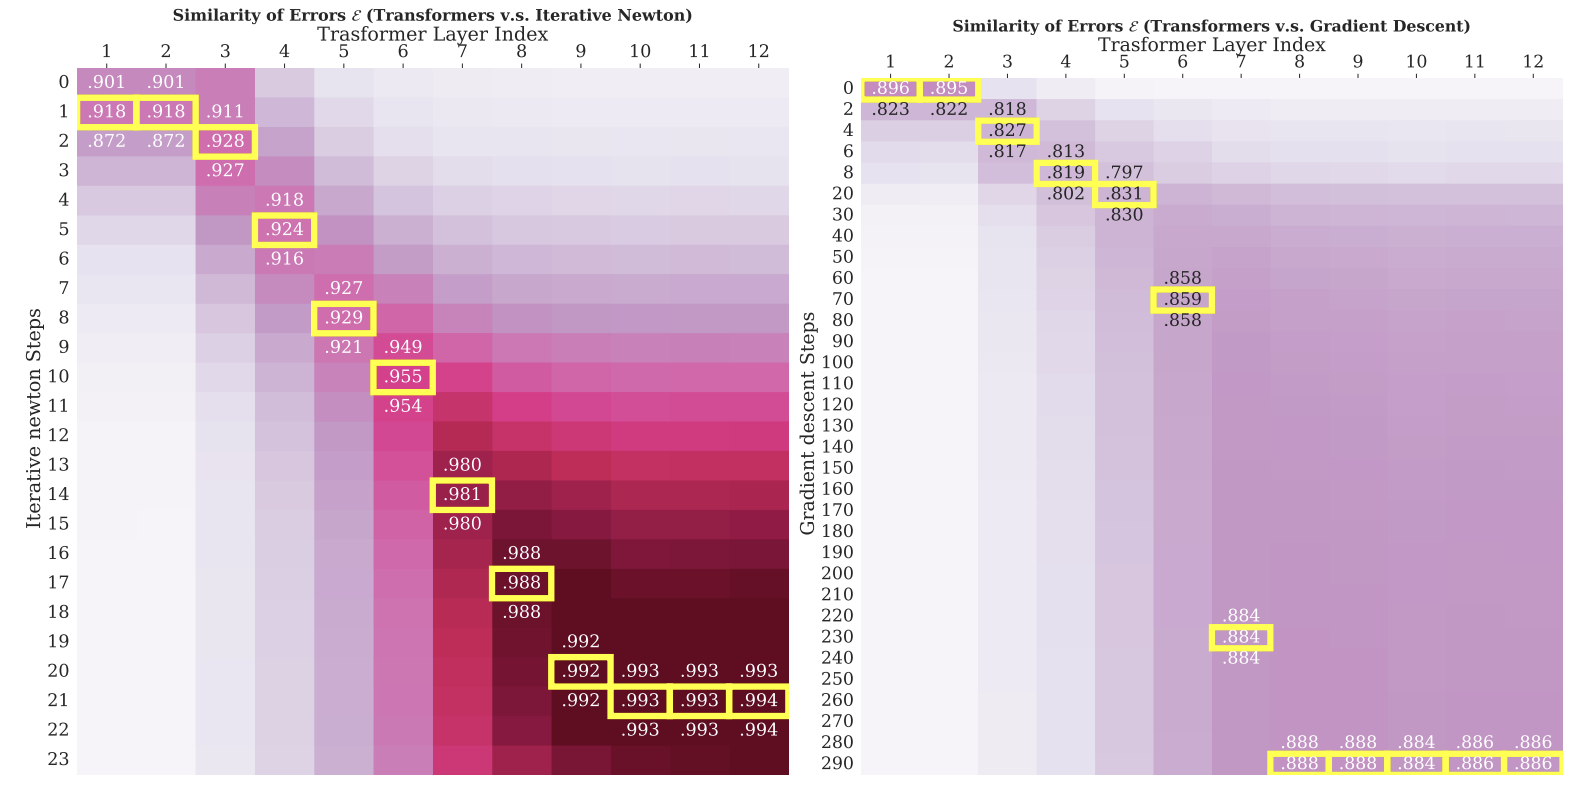 Similarity of Errors ℰ (Transformers v.s. Iterative Newton)
Trasformer Layer Index
1 2 3 4 5 6 7 8 9 10 11 12
Iterative newton Steps
0 .901 .901
1 .918 .918 .911
2 .872 .872 .928
3 .927
4 .918
5 .924
6 .916
7 .927
8 .929
9 .921 .949
10 .955
11 .954
12
13 .980
14 .981
15 .980
16 .988
17 .988
18 .988
19 .992
20 .992 .993 .993 .993
21 .992 .993 .993 .994
22 .993 .993 .994
23
Similarity of Errors ℰ (Transformers v.s. Gradient Descent)
Trasformer Layer Index
1 2 3 4 5 6 7 8 9 10 11 12
Gradient descent Steps
0 .896 .895
2 .823 .822 .818
4 .827
6 .817 .813
8 .819 .797
20 .802 .831
30 .830
40
50
60 .858
70 .859
80 .858
90
100
110
120
130
140
150
160
170
180
190
200
210
220 .884
230 .884
240 .884
250
260
270
280 .888 .888 .884 .886 .886
290 .888 .888 .884 .886 .886